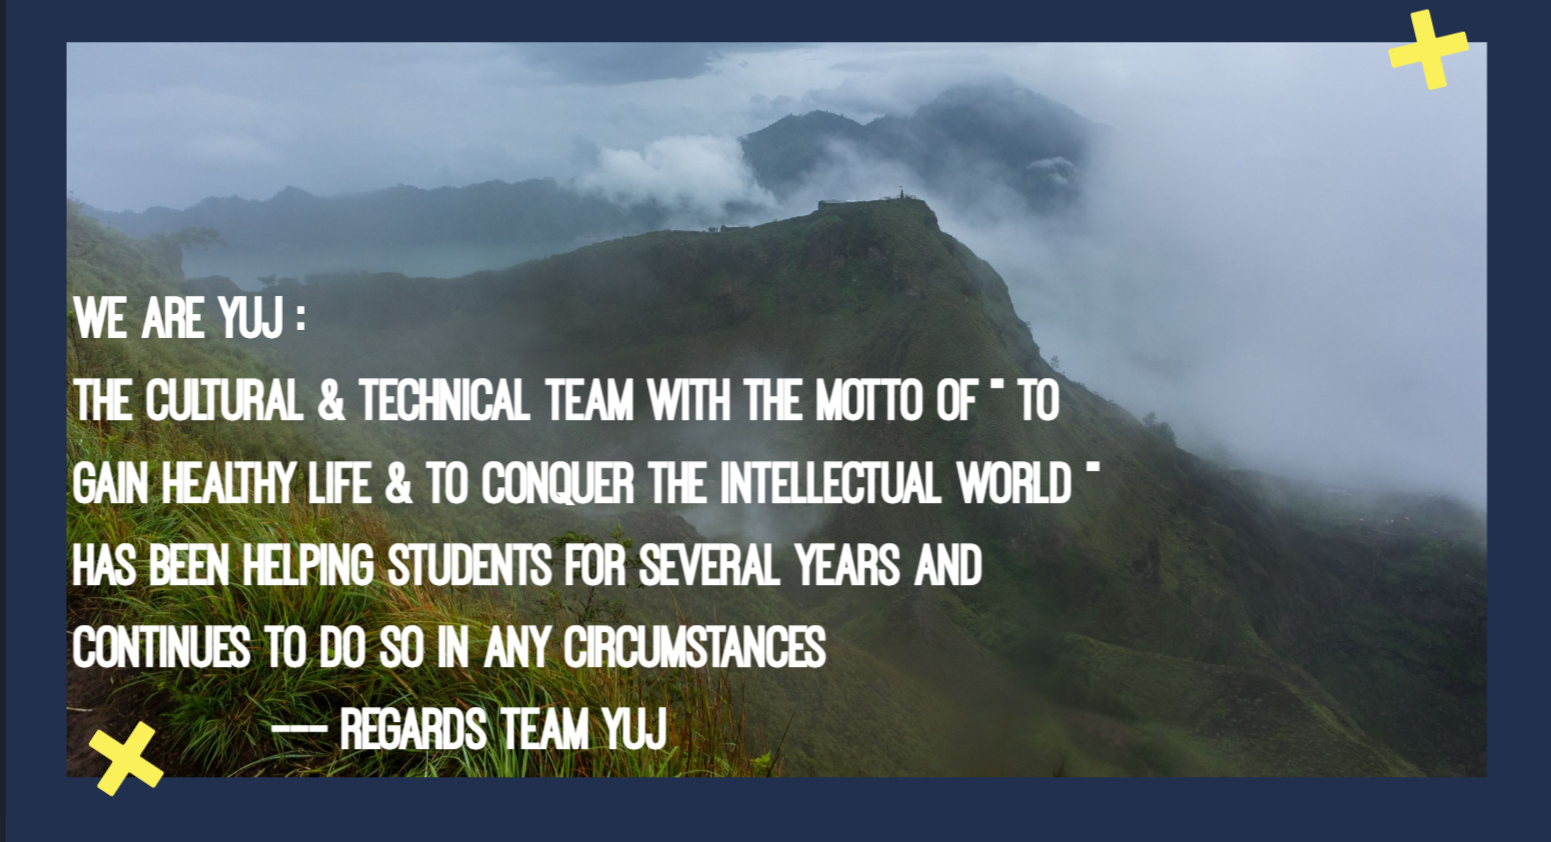 WE ARE YUJ :
THE CULTURAL & TECHNICAL TEAM WITH THE MOTTO OF " TO
GAIN HEALTHY LIFE & TO CONQUER THE INTELLECTUAL WORLD "
HAS BEEN HELPING STUDENTS FOR SEVERAL YEARS AND
CONTINUES TO DO SO IN ANY CIRCUMSTANCES
--- REGARDS TEAM YUJ